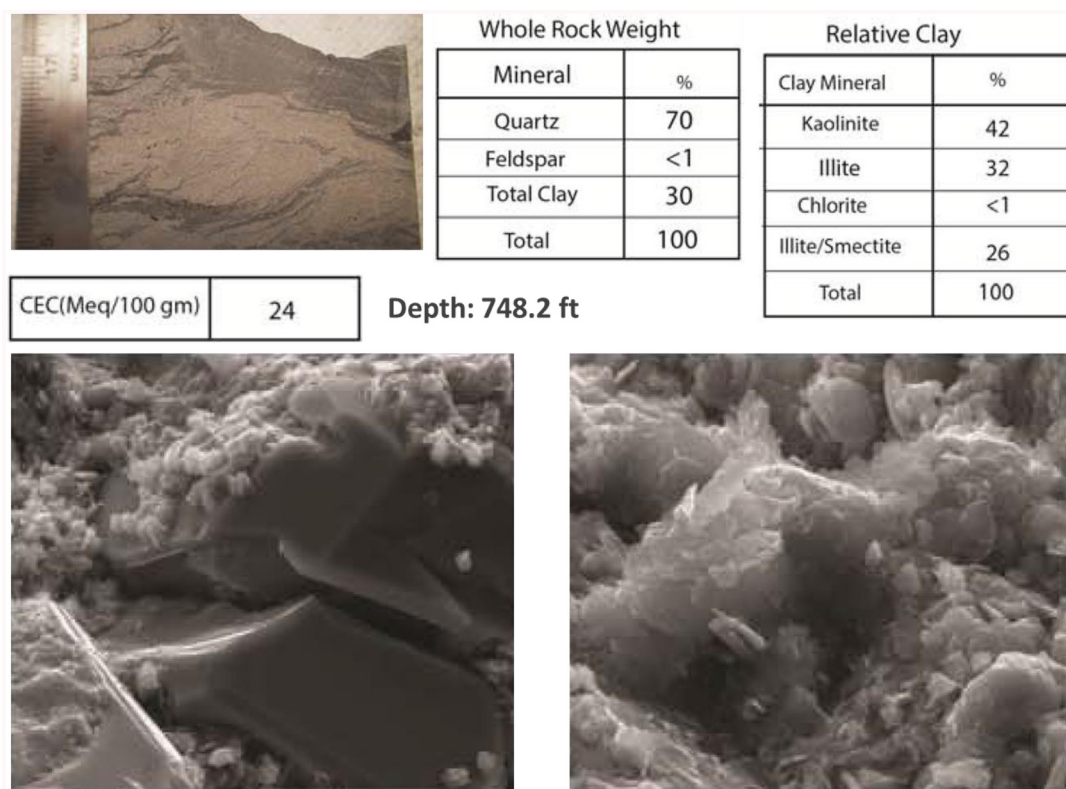 Whole Rock Weight
Mineral %
Quartz 70
Feldspar <1
Total Clay 30
Total 100
Relative Clay
Clay Mineral %
Kaolinite 42
Illite 32
Chlorite <1
Illite/Smectite 26
Total 100
CEC(Meq/100 gm) 24
Depth: 748.2 ft